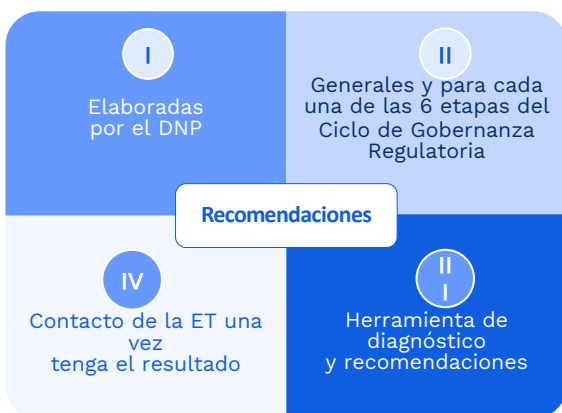 I
Elaboradas
por el DNP
II
Generales y para cada
una de las 6 etapas del
Ciclo de Gobernanza
Regulatoria
Recomendaciones
IV
Contacto de la ET una
vez
tenga el resultado
II
I
Herramienta de
diagnóstico
y recomendaciones